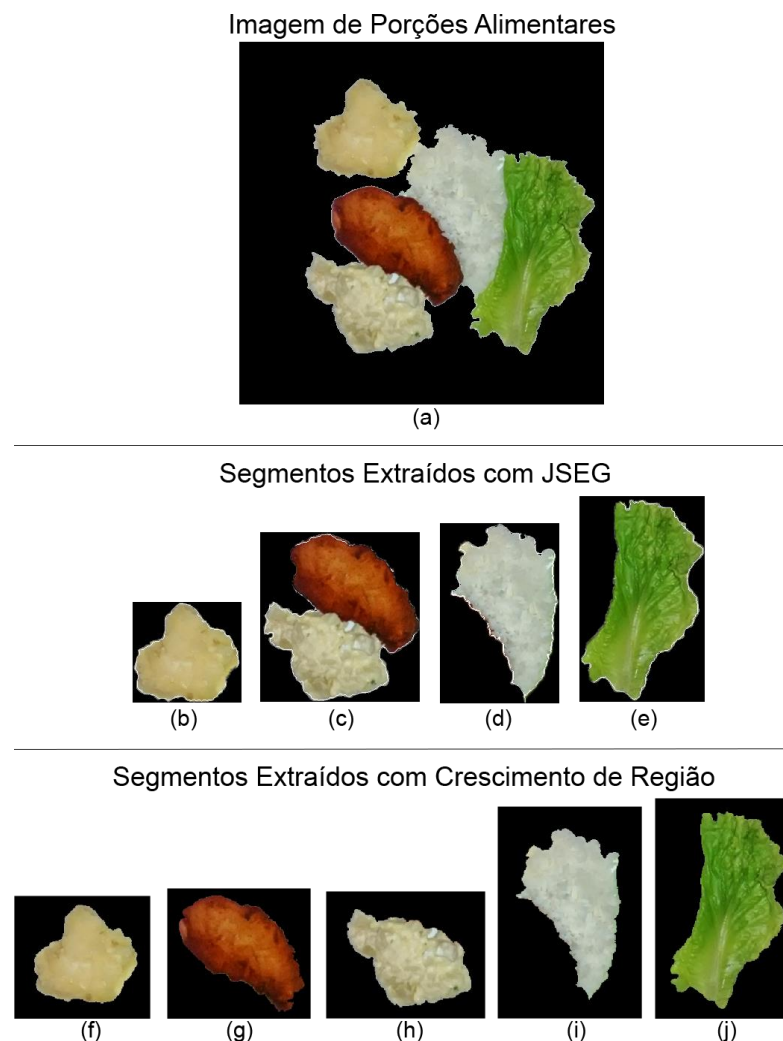 Imagem de Porções Alimentares
(a)
Segmentos Extraídos com JSEG
(b) (c) (d) (e)
Segmentos Extraídos com Crescimento de Região
(f) (g) (h) (i) (j)